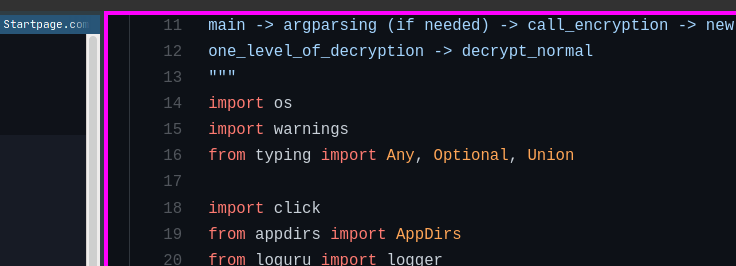 Startpage.com
11 main -> argparsing (if needed) -> call_encryption -> new
12 one_level_of_decryption -> decrypt_normal
13 """
14 import os
15 import warnings
16 from typing import Any, Optional, Union
17
18 import click
19 from appdirs import AppDirs
20 from loguru import logger